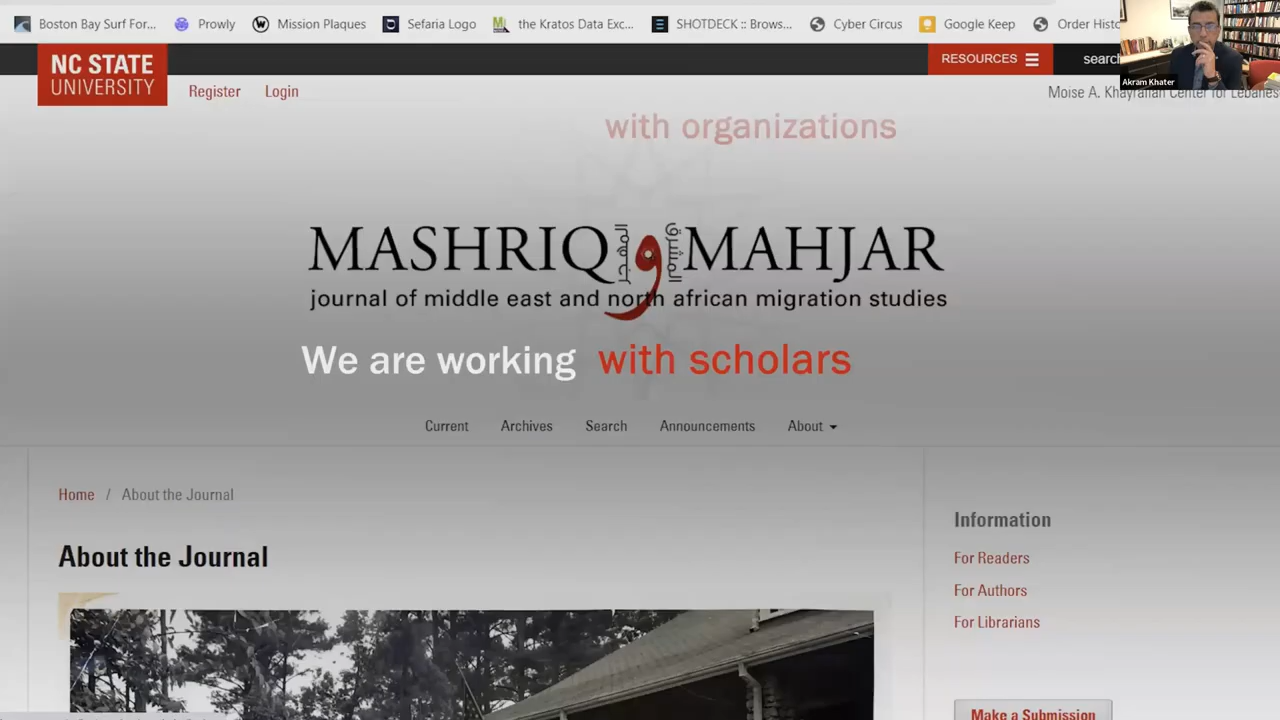 Boston Bay Surf For...
Prowly
Mission Plaques
Sefaria Logo
the Kratos Data Exc...
SHOTDECK :: Brows...
Cyber Circus
Google Keep
Order Histo
NC STATE
UNIVERSITY
RESOURCES
search
Akram Khater
Register
Login
Moise A. Khayrallah Center for Lebanes
with organizations
MASHRIQ المهجر و المشرق MAHJAR
journal of middle east and north african migration studies
We are working with scholars
Current
Archives
Search
Announcements
About
Home / About the Journal
Information
About the Journal
For Readers
For Authors
For Librarians
Make a Submission